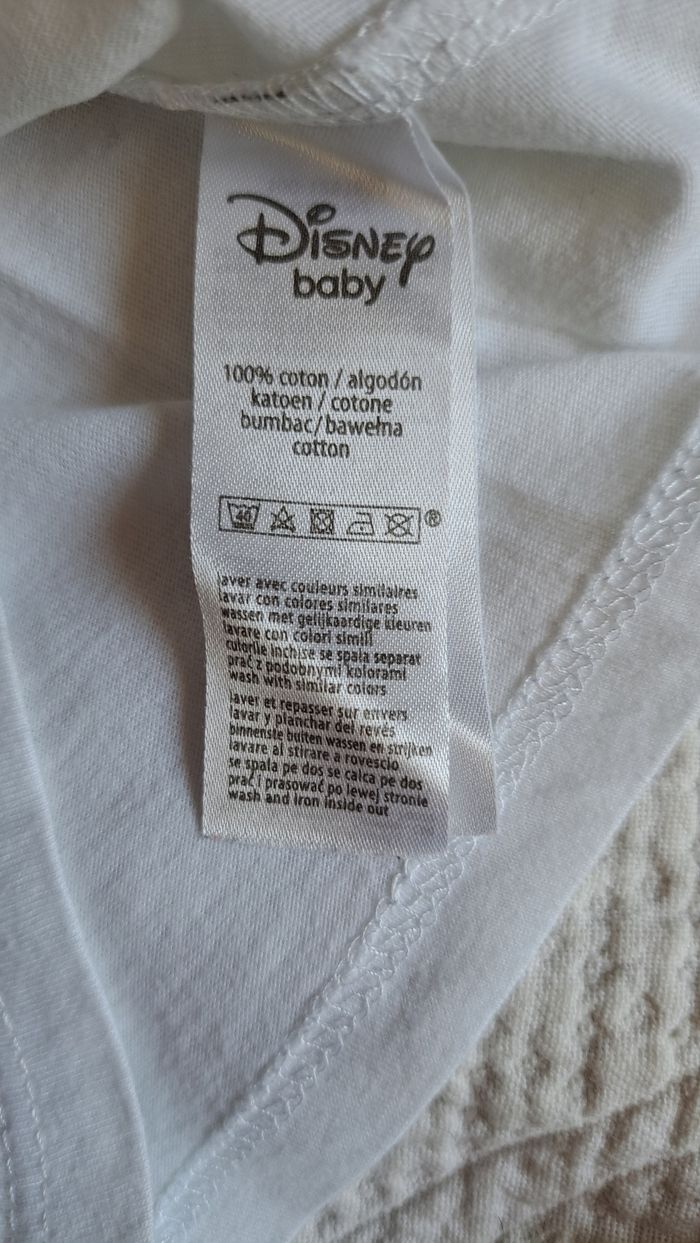 Disney
baby
100% coton / algodón
katoen / cotone
bumbac/bawełna
cotton
40
®
laver avec couleurs similaires
lavar con colores similares
wassen met gelijkaardige kleuren
lavare con colori simili
culorile inchise se spala separat
prać z podobnymi kolorami
wash with similar colors
laver et repasser sur envers
lavar y planchar del revés
binnenste buiten wassen en strijken
lavare al stirare a rovescio
se spala pe dos se calca pe dos
prać i prasować po lewej stronie
wash and iron inside out